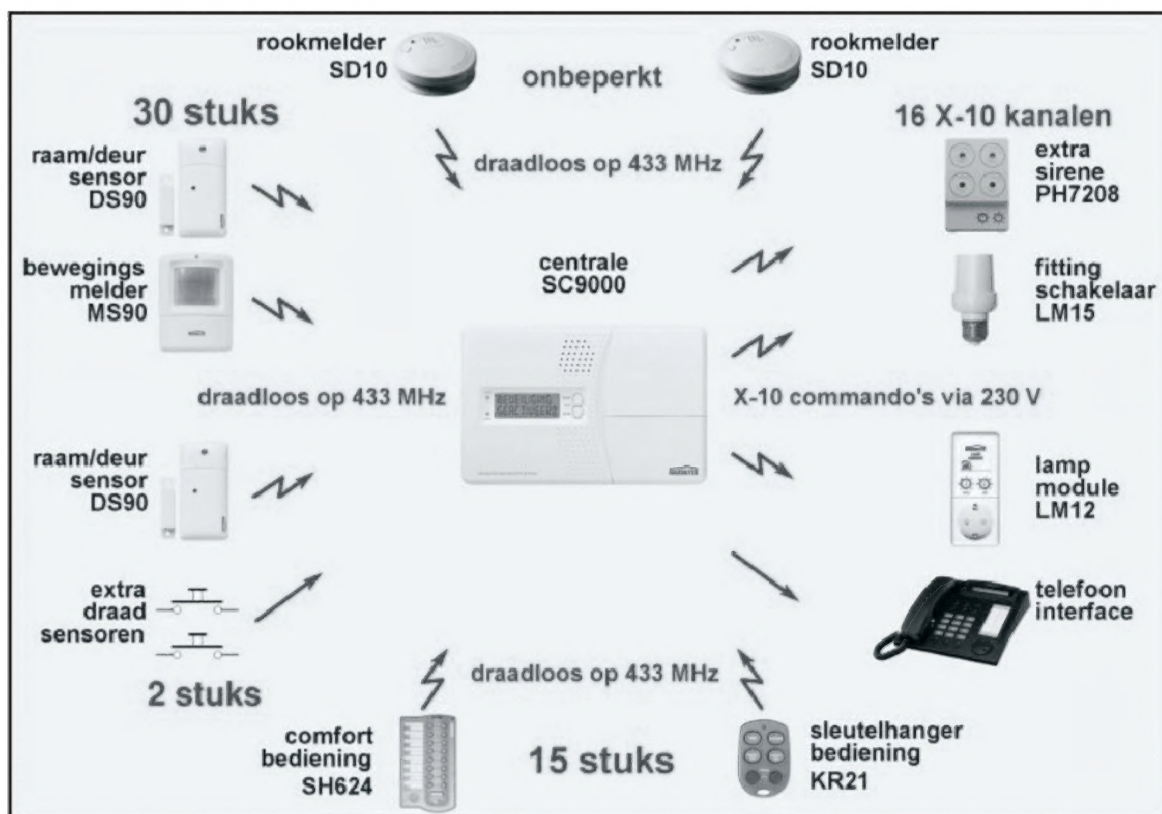 rookmelder
SD10
onbeperkt
rookmelder
SD10
30 stuks
16 X-10 kanalen
raam/deur
sensor
DS90
draadloos op 433 MHz
extra
sirene
PH7208
bewegings
melder
MS90
centrale
SC9000
fitting
schakelaar
LM15
draadloos op 433 MHz
BEVEILIGING
GEACTIVEERD
X-10 commando's via 230 V
raam/deur
sensor
DS90
lamp
module
LM12
extra
draad
sensoren
telefoon
interface
2 stuks
draadloos op 433 MHz
comfort
bediening
SH624
15 stuks
sleutelhanger
bediening
KR21